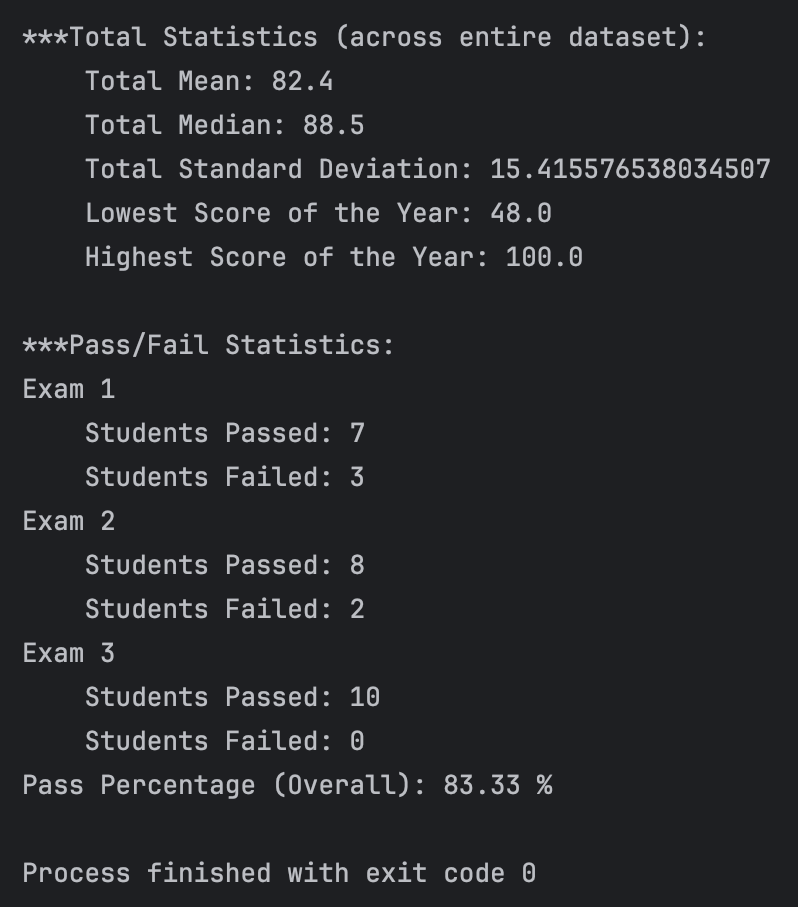 ***Total Statistics (across entire dataset):
    Total Mean: 82.4
    Total Median: 88.5
    Total Standard Deviation: 15.415576538034507
    Lowest Score of the Year: 48.0
    Highest Score of the Year: 100.0

***Pass/Fail Statistics:
Exam 1
    Students Passed: 7
    Students Failed: 3
Exam 2
    Students Passed: 8
    Students Failed: 2
Exam 3
    Students Passed: 10
    Students Failed: 0
Pass Percentage (Overall): 83.33 %

Process finished with exit code 0